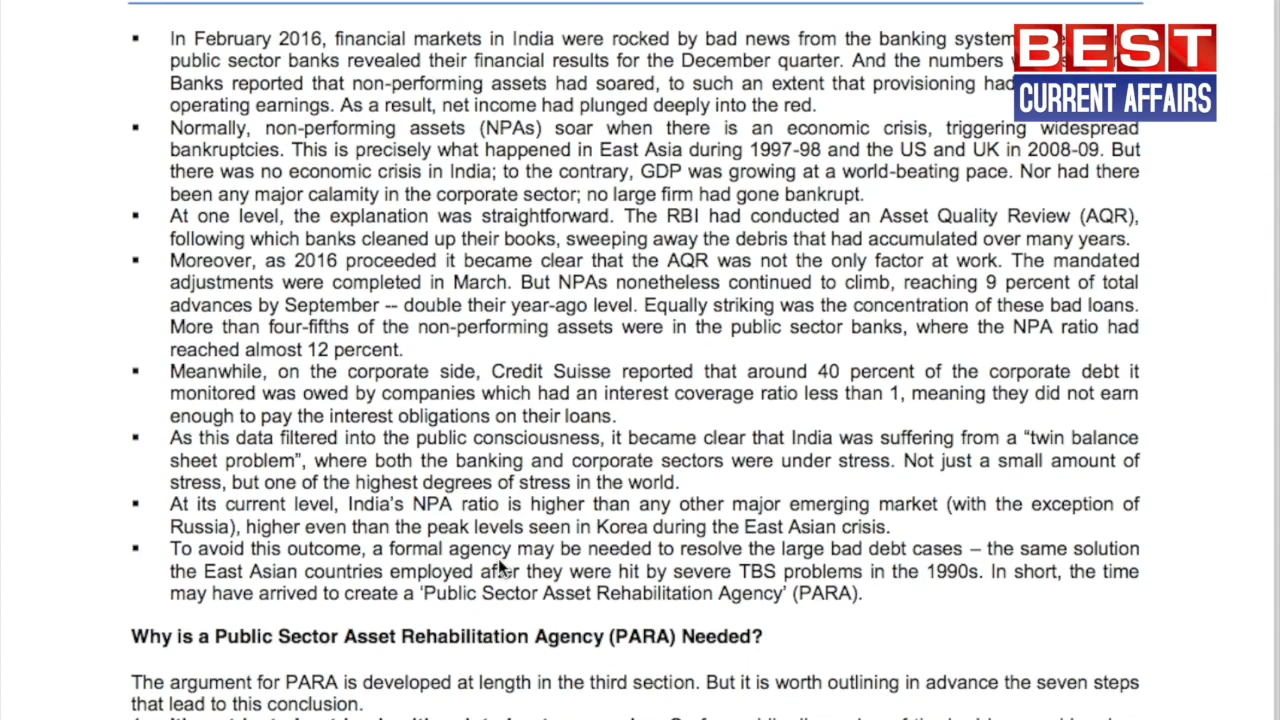 ▪ In February 2016, financial markets in India were rocked by bad news from the banking system
public sector banks revealed their financial results for the December quarter. And the numbers
Banks reported that non-performing assets had soared, to such an extent that provisioning had
operating earnings. As a result, net income had plunged deeply into the red.
▪ Normally, non-performing assets (NPAs) soar when there is an economic crisis, triggering widespread
bankruptcies. This is precisely what happened in East Asia during 1997-98 and the US and UK in 2008-09. But
there was no economic crisis in India; to the contrary, GDP was growing at a world-beating pace. Nor had there
been any major calamity in the corporate sector; no large firm had gone bankrupt.
▪ At one level, the explanation was straightforward. The RBI had conducted an Asset Quality Review (AQR),
following which banks cleaned up their books, sweeping away the debris that had accumulated over many years.
▪ Moreover, as 2016 proceeded it became clear that the AQR was not the only factor at work. The mandated
adjustments were completed in March. But NPAs nonetheless continued to climb, reaching 9 percent of total
advances by September -- double their year-ago level. Equally striking was the concentration of these bad loans.
More than four-fifths of the non-performing assets were in the public sector banks, where the NPA ratio had
reached almost 12 percent.
▪ Meanwhile, on the corporate side, Credit Suisse reported that around 40 percent of the corporate debt it
monitored was owed by companies which had an interest coverage ratio less than 1, meaning they did not earn
enough to pay the interest obligations on their loans.
▪ As this data filtered into the public consciousness, it became clear that India was suffering from a “twin balance
sheet problem”, where both the banking and corporate sectors were under stress. Not just a small amount of
stress, but one of the highest degrees of stress in the world.
▪ At its current level, India’s NPA ratio is higher than any other major emerging market (with the exception of
Russia), higher even than the peak levels seen in Korea during the East Asian crisis.
▪ To avoid this outcome, a formal agency may be needed to resolve the large bad debt cases – the same solution
the East Asian countries employed after they were hit by severe TBS problems in the 1990s. In short, the time
may have arrived to create a ‘Public Sector Asset Rehabilitation Agency’ (PARA).
Why is a Public Sector Asset Rehabilitation Agency (PARA) Needed?
The argument for PARA is developed at length in the third section. But it is worth outlining in advance the seven steps
that lead to this conclusion.
BEST
CURRENT AFFAIRS